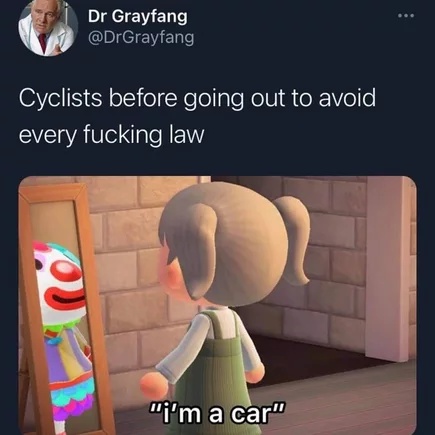 Dr Grayfang
@DrGrayfang
Cyclists before going out to avoid
every fucking law
"i'm a car"